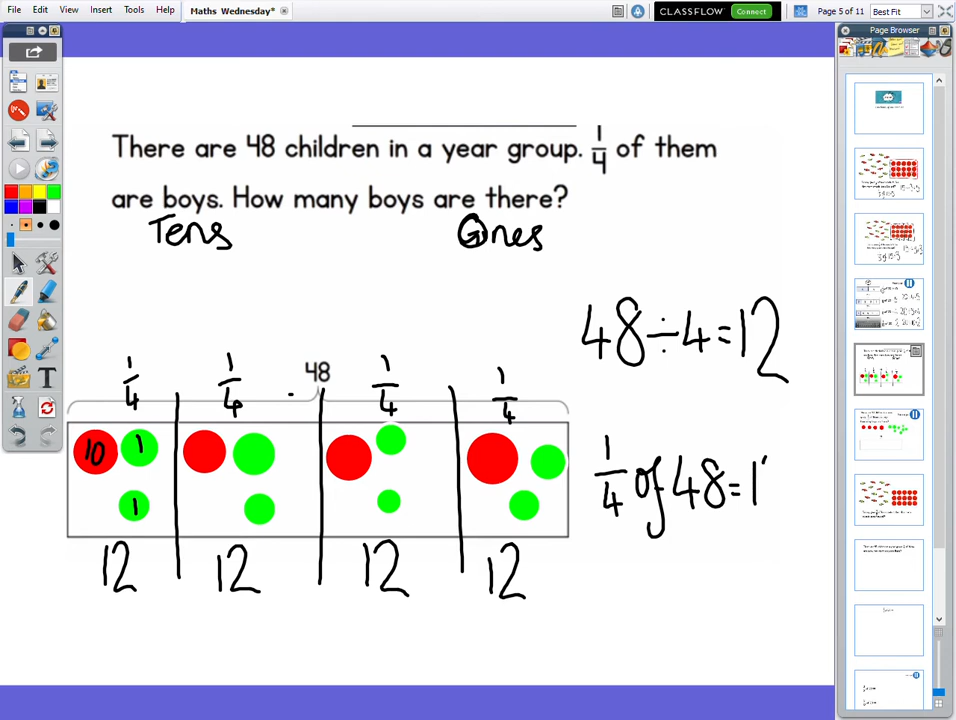 File Edit View Insert Tools Help
Maths Wednesday*
CLASSFLOW Connect
Page 5 of 11
Best Fit
Page Browser
There are 48 children in a year group. 1/4 of them
are boys. How many boys are there?
Tens Ones
48÷4=12
48
1/4 1/4 1/4 1/4
10 1
1
1/4 of 48=1
12 12 12 12